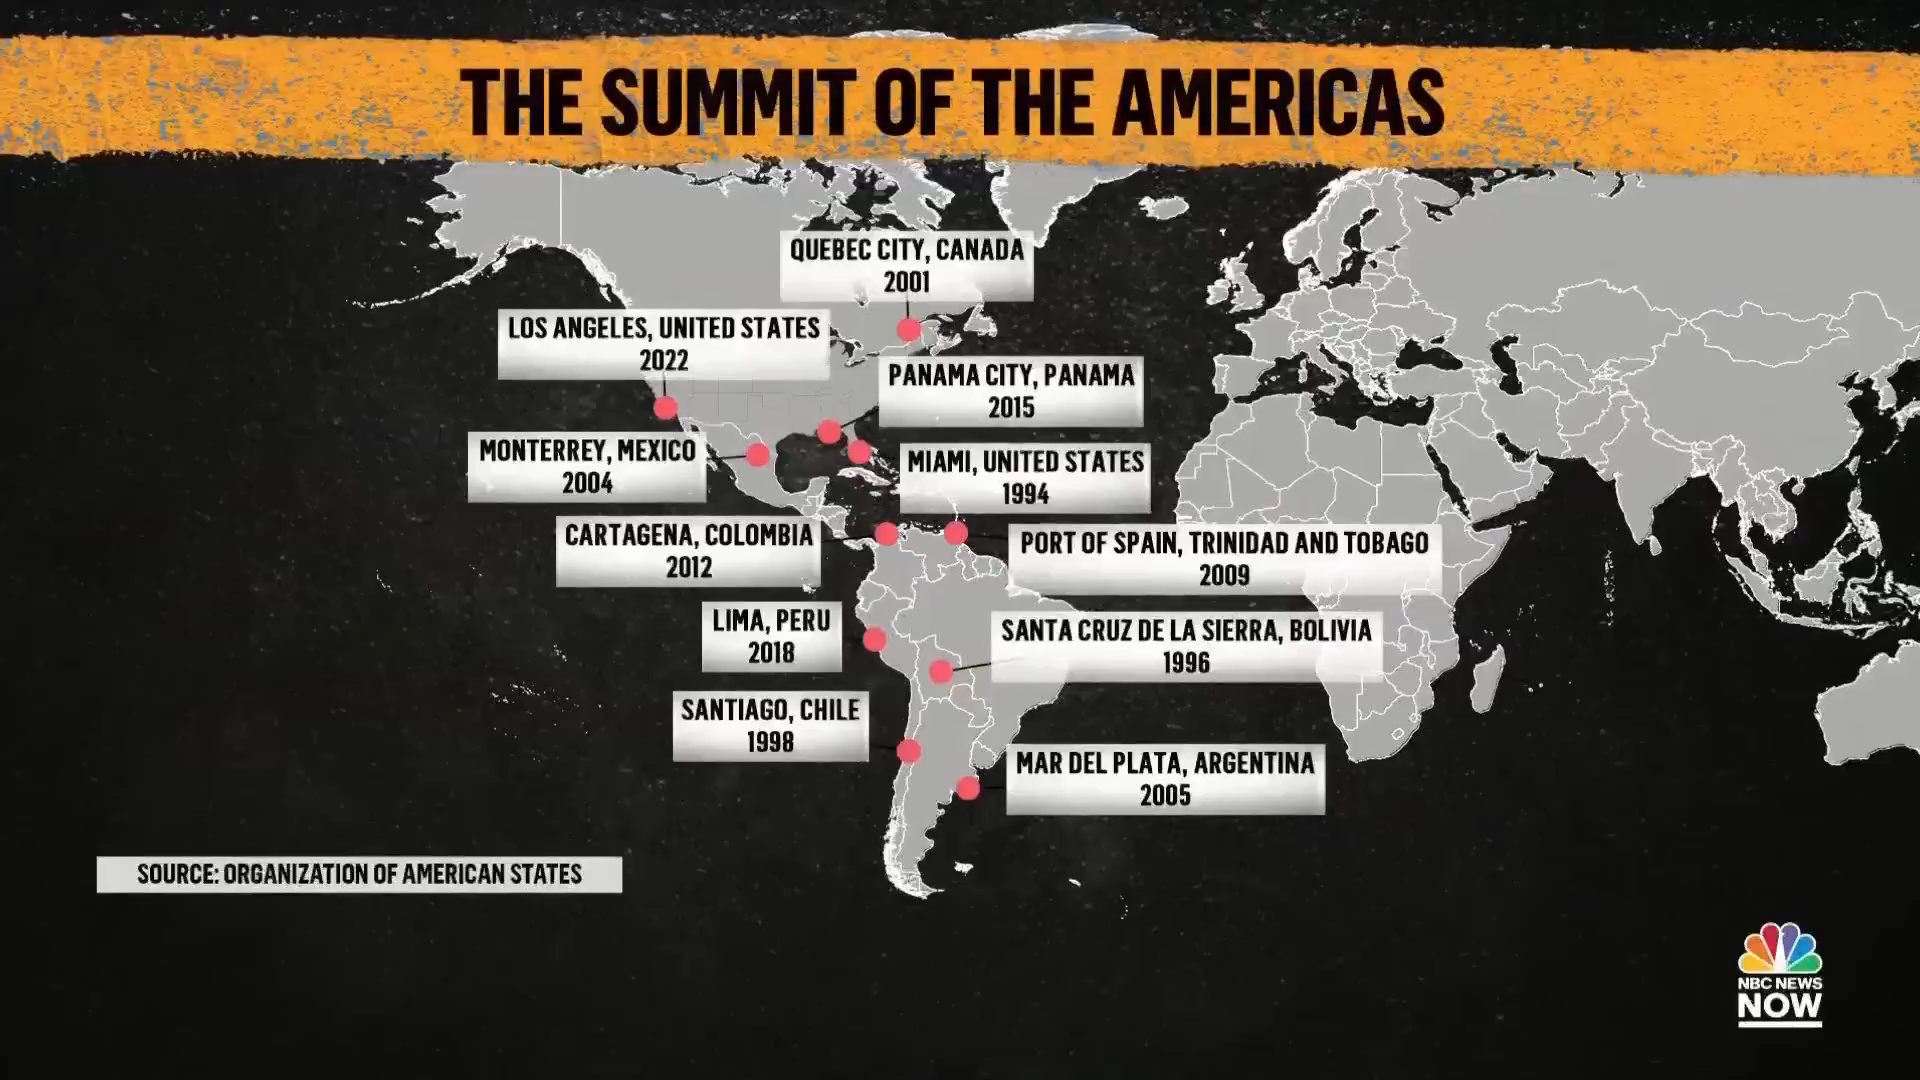 THE SUMMIT OF THE AMERICAS
QUEBEC CITY, CANADA
2001
LOS ANGELES, UNITED STATES
2022
PANAMA CITY, PANAMA
2015
MONTERREY, MEXICO
2004
MIAMI, UNITED STATES
1994
CARTAGENA, COLOMBIA
2012
PORT OF SPAIN, TRINIDAD AND TOBAGO
2009
LIMA, PERU
2018
SANTA CRUZ DE LA SIERRA, BOLIVIA
1996
SANTIAGO, CHILE
1998
MAR DEL PLATA, ARGENTINA
2005
SOURCE: ORGANIZATION OF AMERICAN STATES
NBC NEWS
NOW